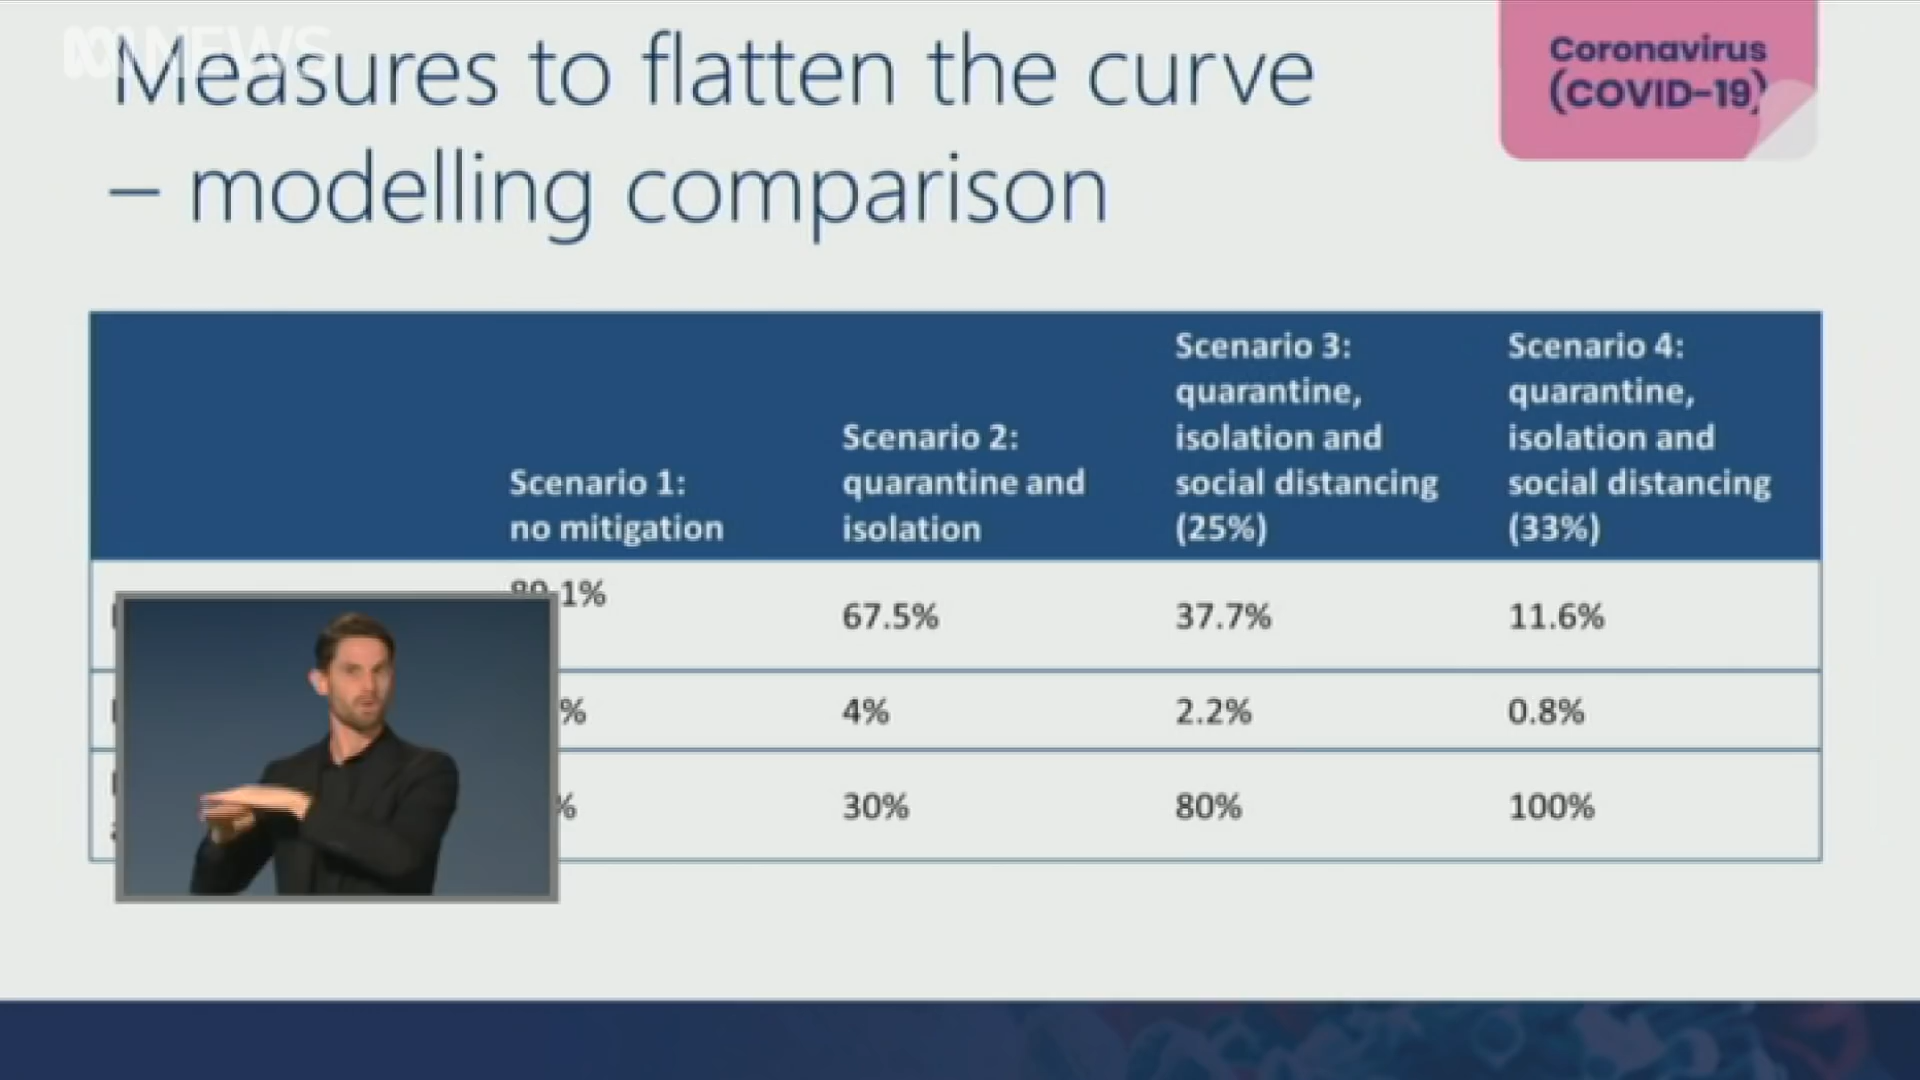 NEWS
Measures to flatten the curve
– modelling comparison
Coronavirus
(COVID-19)
Scenario 1:
no mitigation
Scenario 2:
quarantine and
isolation
Scenario 3:
quarantine,
isolation and
social distancing
(25%)
Scenario 4:
quarantine,
isolation and
social distancing
(33%)
67.5%
37.7%
11.6%
%
4%
2.2%
0.8%
%
30%
80%
100%